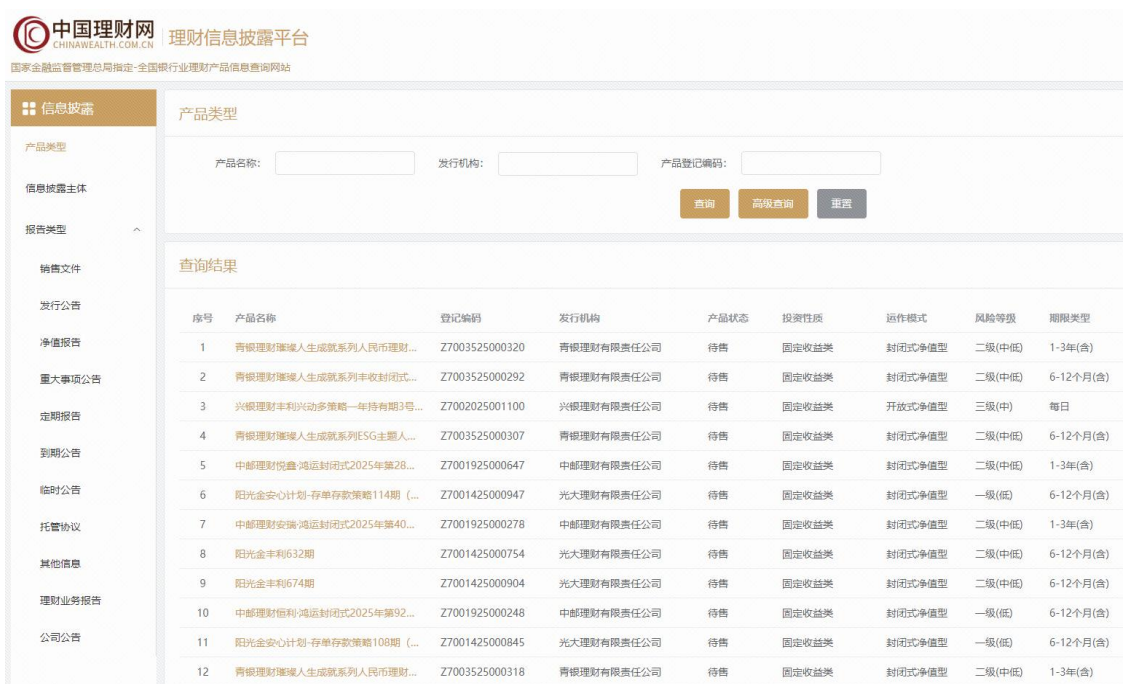 中国理财网
CHINAWEALTH.COM.CN
理财信息披露平台
国家金融监督管理总局指定-全国银行业理财产品信息查询网站
信息披露
产品类型
信息披露主体
报告类型
销售文件
发行公告
净值报告
重大事项公告
定期报告
到期公告
临时公告
托管协议
其他信息
理财业务报告
公司公告
产品类型
产品名称: 发行机构: 产品登记编码:
查询 高级查询 重置
查询结果
序号 产品名称 登记编码 发行机构 产品状态 投资性质 运作模式 风险等级 期限类型
1 青银理财璀璨人生成就系列人民币理财... Z7003525000320 青银理财有限责任公司 待售 固定收益类 封闭式净值型 二级(中低) 1-3年(含)
2 青银理财璀璨人生成就系列丰收封闭式... Z7003525000292 青银理财有限责任公司 待售 固定收益类 封闭式净值型 二级(中低) 6-12个月(含)
3 兴银理财丰利兴动多策略一年持有期3号... Z7002025001100 兴银理财有限责任公司 待售 固定收益类 开放式净值型 三级(中) 每日
4 青银理财璀璨人生成就系列ESG主题人... Z7003525000307 青银理财有限责任公司 待售 固定收益类 封闭式净值型 二级(中低) 6-12个月(含)
5 中邮理财悦鑫·鸿运封闭式2025年第28... Z7001925000647 中邮理财有限责任公司 待售 固定收益类 封闭式净值型 二级(中低) 1-3年(含)
6 阳光金安心计划-存单存款策略114期（... Z7001425000947 光大理财有限责任公司 待售 固定收益类 封闭式净值型 一级(低) 6-12个月(含)
7 中邮理财安瑞·鸿运封闭式2025年第40... Z7001925000278 中邮理财有限责任公司 待售 固定收益类 封闭式净值型 二级(中低) 1-3年(含)
8 阳光金丰利632期 Z7001425000754 光大理财有限责任公司 待售 固定收益类 封闭式净值型 二级(中低) 6-12个月(含)
9 阳光金丰利674期 Z7001425000904 光大理财有限责任公司 待售 固定收益类 封闭式净值型 二级(中低) 6-12个月(含)
10 中邮理财恒利·鸿运封闭式2025年第92... Z7001925000248 中邮理财有限责任公司 待售 固定收益类 封闭式净值型 一级(低) 6-12个月(含)
11 阳光金安心计划-存单存款策略108期（... Z7001425000845 光大理财有限责任公司 待售 固定收益类 封闭式净值型 一级(低) 6-12个月(含)
12 青银理财璀璨人生成就系列人民币理财... Z7003525000318 青银理财有限责任公司 待售 固定收益类 封闭式净值型 二级(中低) 1-3年(含)